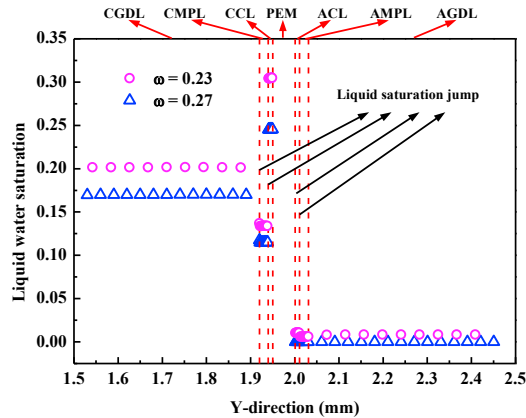 CGDL CMPL CCL PEM ACL AMPL AGDL
0.35
0.30
0.25
0.20
0.15
0.10
0.05
0.00
Liquid water saturation
ω = 0.23
ω = 0.27
Liquid saturation jump
1.5 1.6 1.7 1.8 1.9 2.0 2.1 2.2 2.3 2.4 2.5
Y-direction (mm)